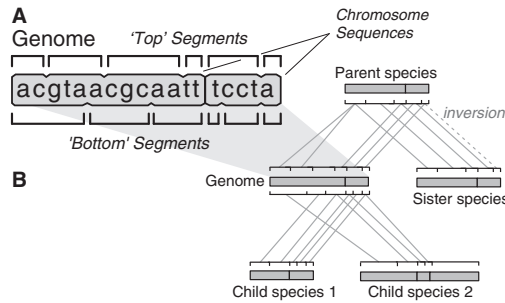 A
Genome
'Top' Segments
Chromosome
Sequences
acgtaacgcaatt tccta
'Bottom' Segments
Parent species
inversion
B
Genome
Sister species
Child species 1
Child species 2